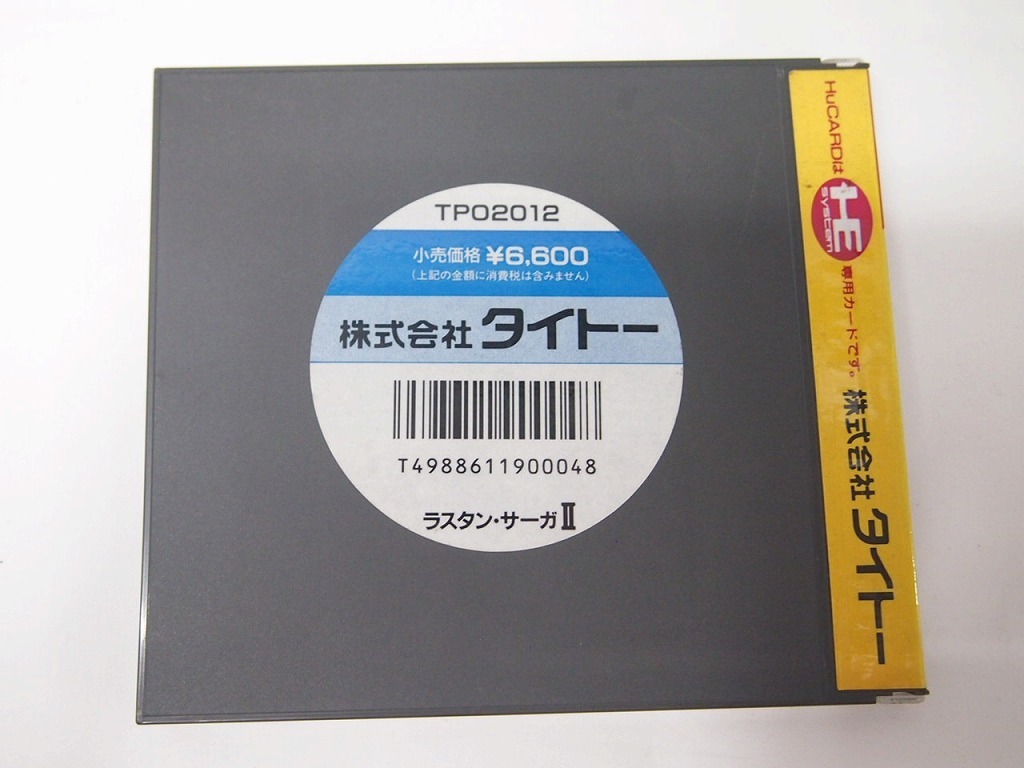 TP02012
小売価格 ¥6,600
(上記の金額に消費税は含みません)
株式会社 タイトー
T4988611900048
ラスタン・サーガⅡ
HuCARDは HE system 専用カードです。 株式会社 タイトー